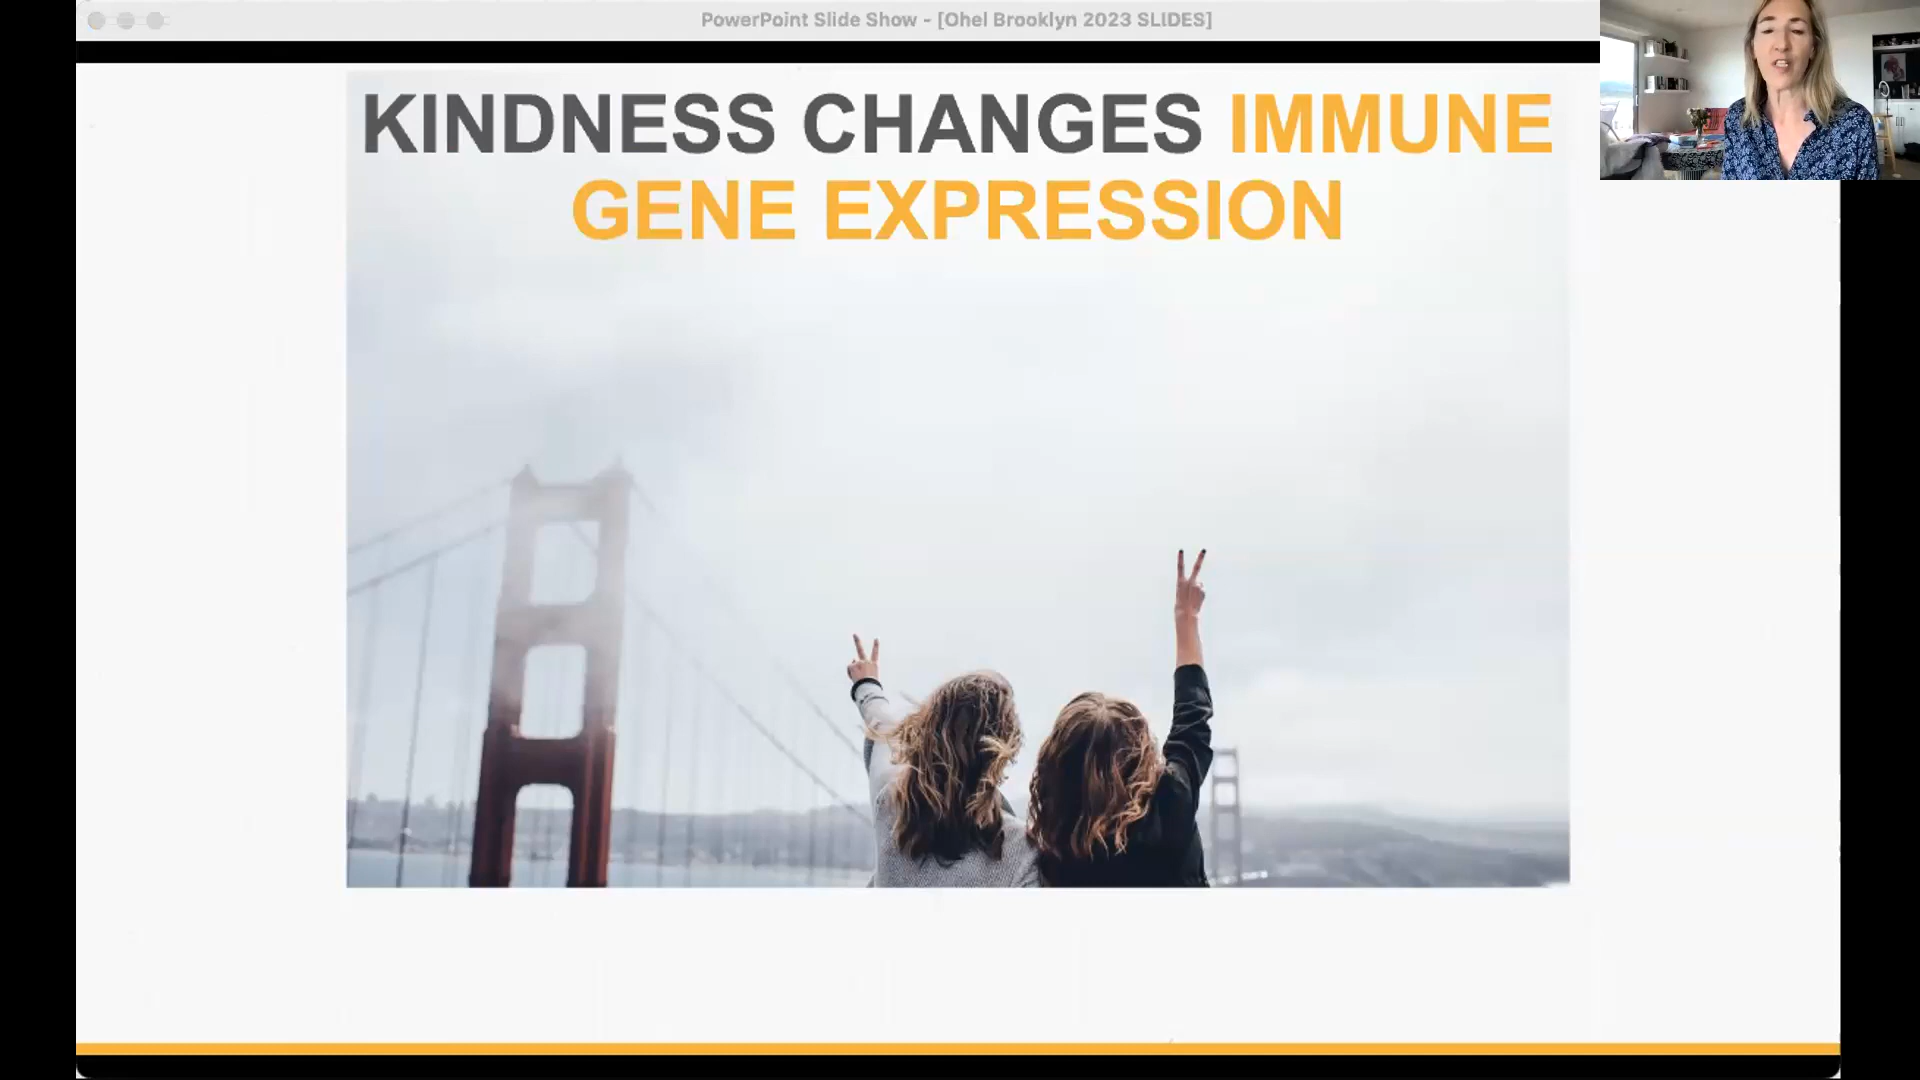 PowerPoint Slide Show - [Ohel Brooklyn 2023 SLIDES]
KINDNESS CHANGES IMMUNE
GENE EXPRESSION